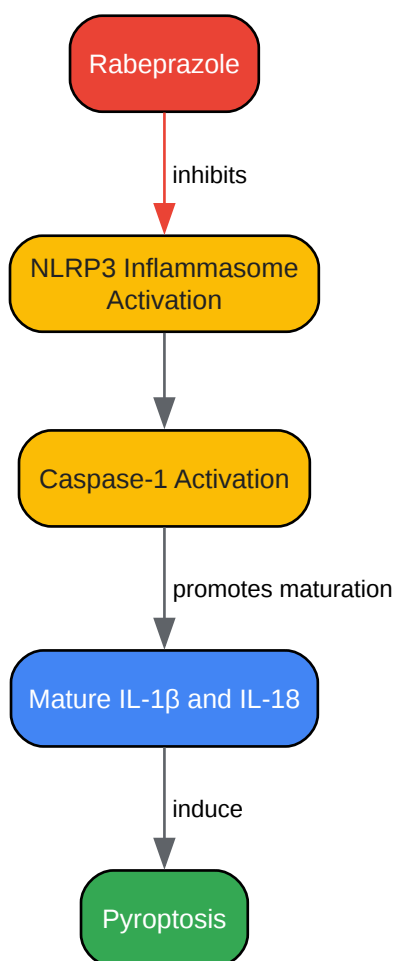 Rabeprazole
inhibits
NLRP3 Inflammasome
Activation
Caspase-1 Activation
promotes maturation
Mature IL-1β and IL-18
induce
Pyroptosis